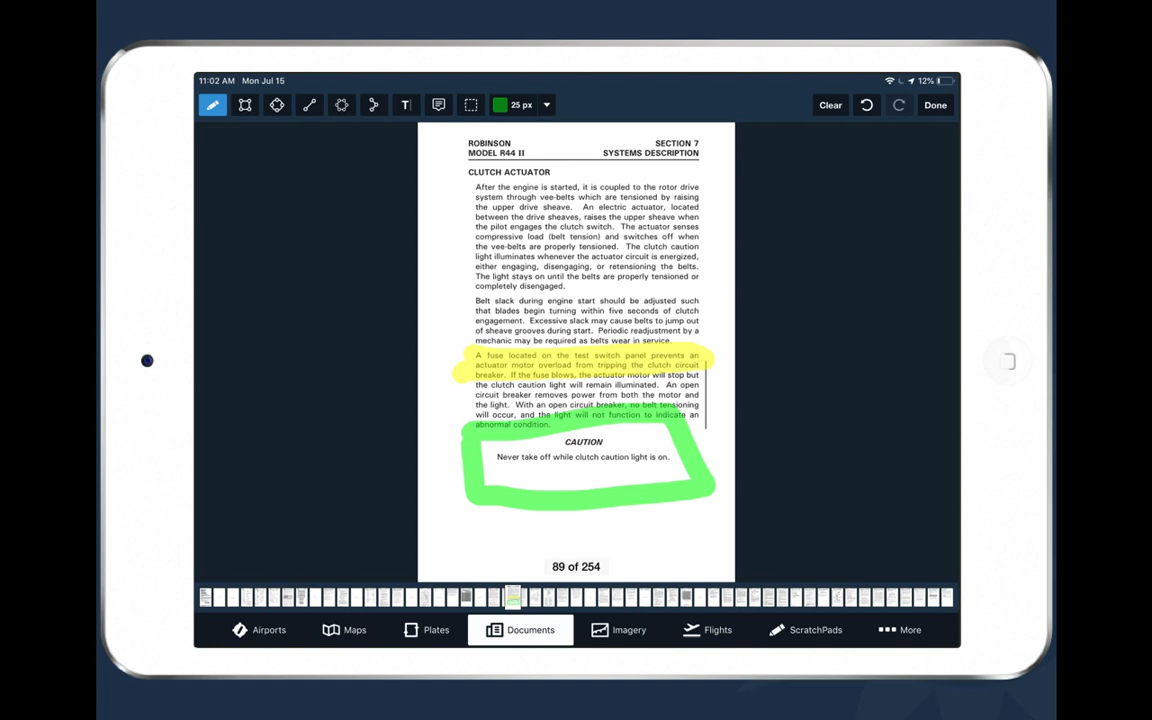 11:02 AM Mon Jul 15
12%
T
25 px
Clear
Done
ROBINSON
MODEL R44 II
SECTION 7
SYSTEMS DESCRIPTION
CLUTCH ACTUATOR
After the engine is started, it is coupled to the rotor drive
system through vee-belts which are tensioned by raising
the upper drive sheave. An electric actuator, located
between the drive sheaves, raises the upper sheave when
the pilot engages the clutch switch. The actuator senses
compressive load (belt tension) and switches off when
the vee-belts are properly tensioned. The clutch caution
light illuminates whenever the actuator circuit is energized,
either engaging, disengaging, or retensioning the belts.
The light stays on until the belts are properly tensioned or
completely disengaged.
Belt slack during engine start should be adjusted such
that blades begin turning within five seconds of clutch
engagement. Excessive slack may cause belts to jump out
of sheave grooves during start. Periodic readjustment by a
mechanic may be required as belts wear in service.
A fuse located on the test switch panel prevents an
actuator motor overload from tripping the clutch circuit
breaker. If the fuse blows, the actuator motor will stop but
the clutch caution light will remain illuminated. An open
circuit breaker removes power from both the motor and
the light. With an open circuit breaker, no belt tensioning
will occur, and the light will not function to indicate an
abnormal condition.
CAUTION
Never take off while clutch caution light is on.
89 of 254
Airports
Maps
Plates
Documents
Imagery
Flights
ScratchPads
More